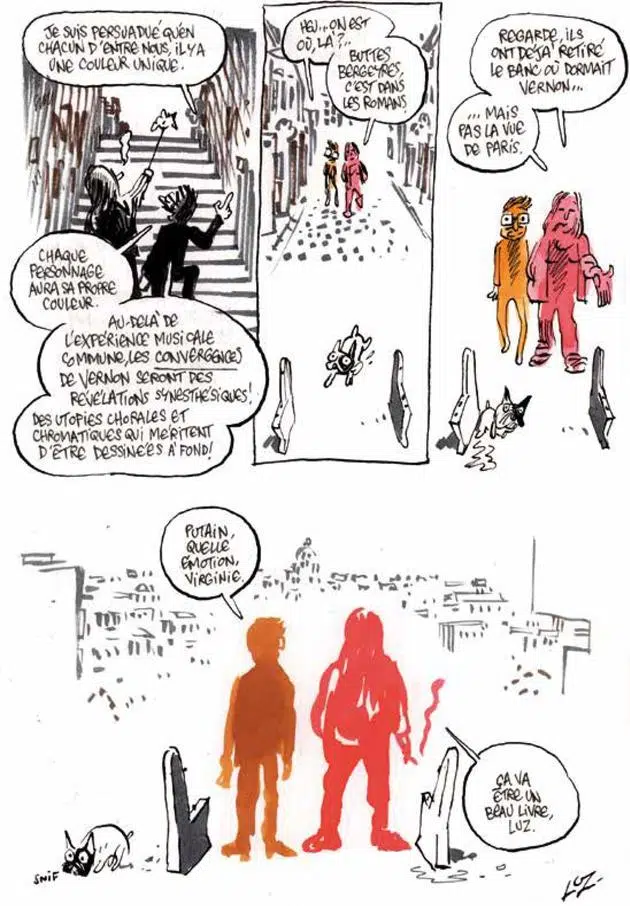 JE SUIS PERSUADÉ QU'EN
CHACUN D'ENTRE NOUS, IL Y A
UNE COULEUR UNIQUE.
CHAQUE
PERSONNAGE
AURA SA PROPRE
COULEUR.
AU-DELÀ DE
L'EXPÉRIENCE MUSICALE
COMMUNE, LES CONVERGENCES
DE VERNON SERONT DES
RÉVÉLATIONS SYNESTHÉSIQUES!
DES UTOPIES CHORALES ET
CHROMATIQUES QUI MÉRITENT
D'ÊTRE DESSINÉES À FOND!
HEU... ON EST
OÙ, LÀ?..
BUTTES
BERGEYRES,
C'EST DANS
LES ROMANS.
REGARDE, ILS
ONT DÉJÀ RETIRÉ
LE BANC OÙ DORMAIT
VERNON...
... MAIS
PAS LA VUE
DE PARIS.
PUTAIN,
QUELLE
ÉMOTION,
VIRGINIE.
ÇA VA
ÊTRE UN
BEAU LIVRE,
LUZ.
SNIF
LUZ.